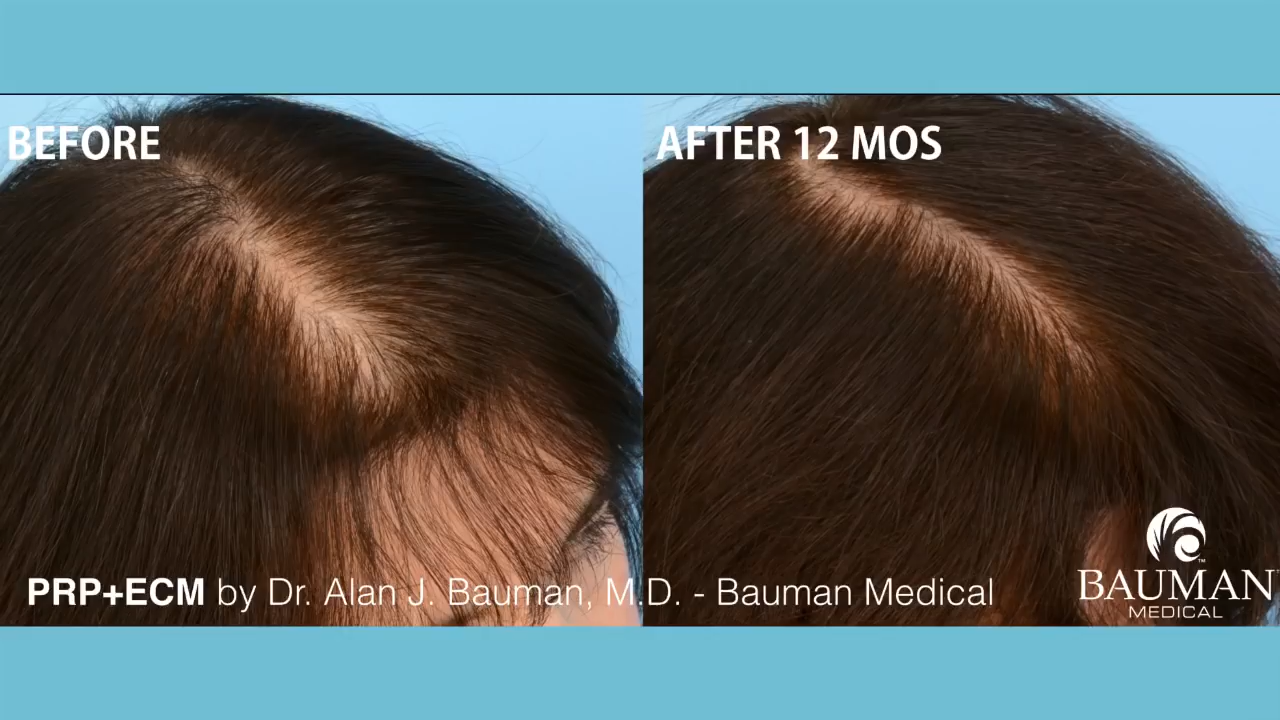 BEFORE
AFTER 12 MOS
PRP+ECM by Dr. Alan J. Bauman, M.D. - Bauman Medical
BAUMAN
MEDICAL